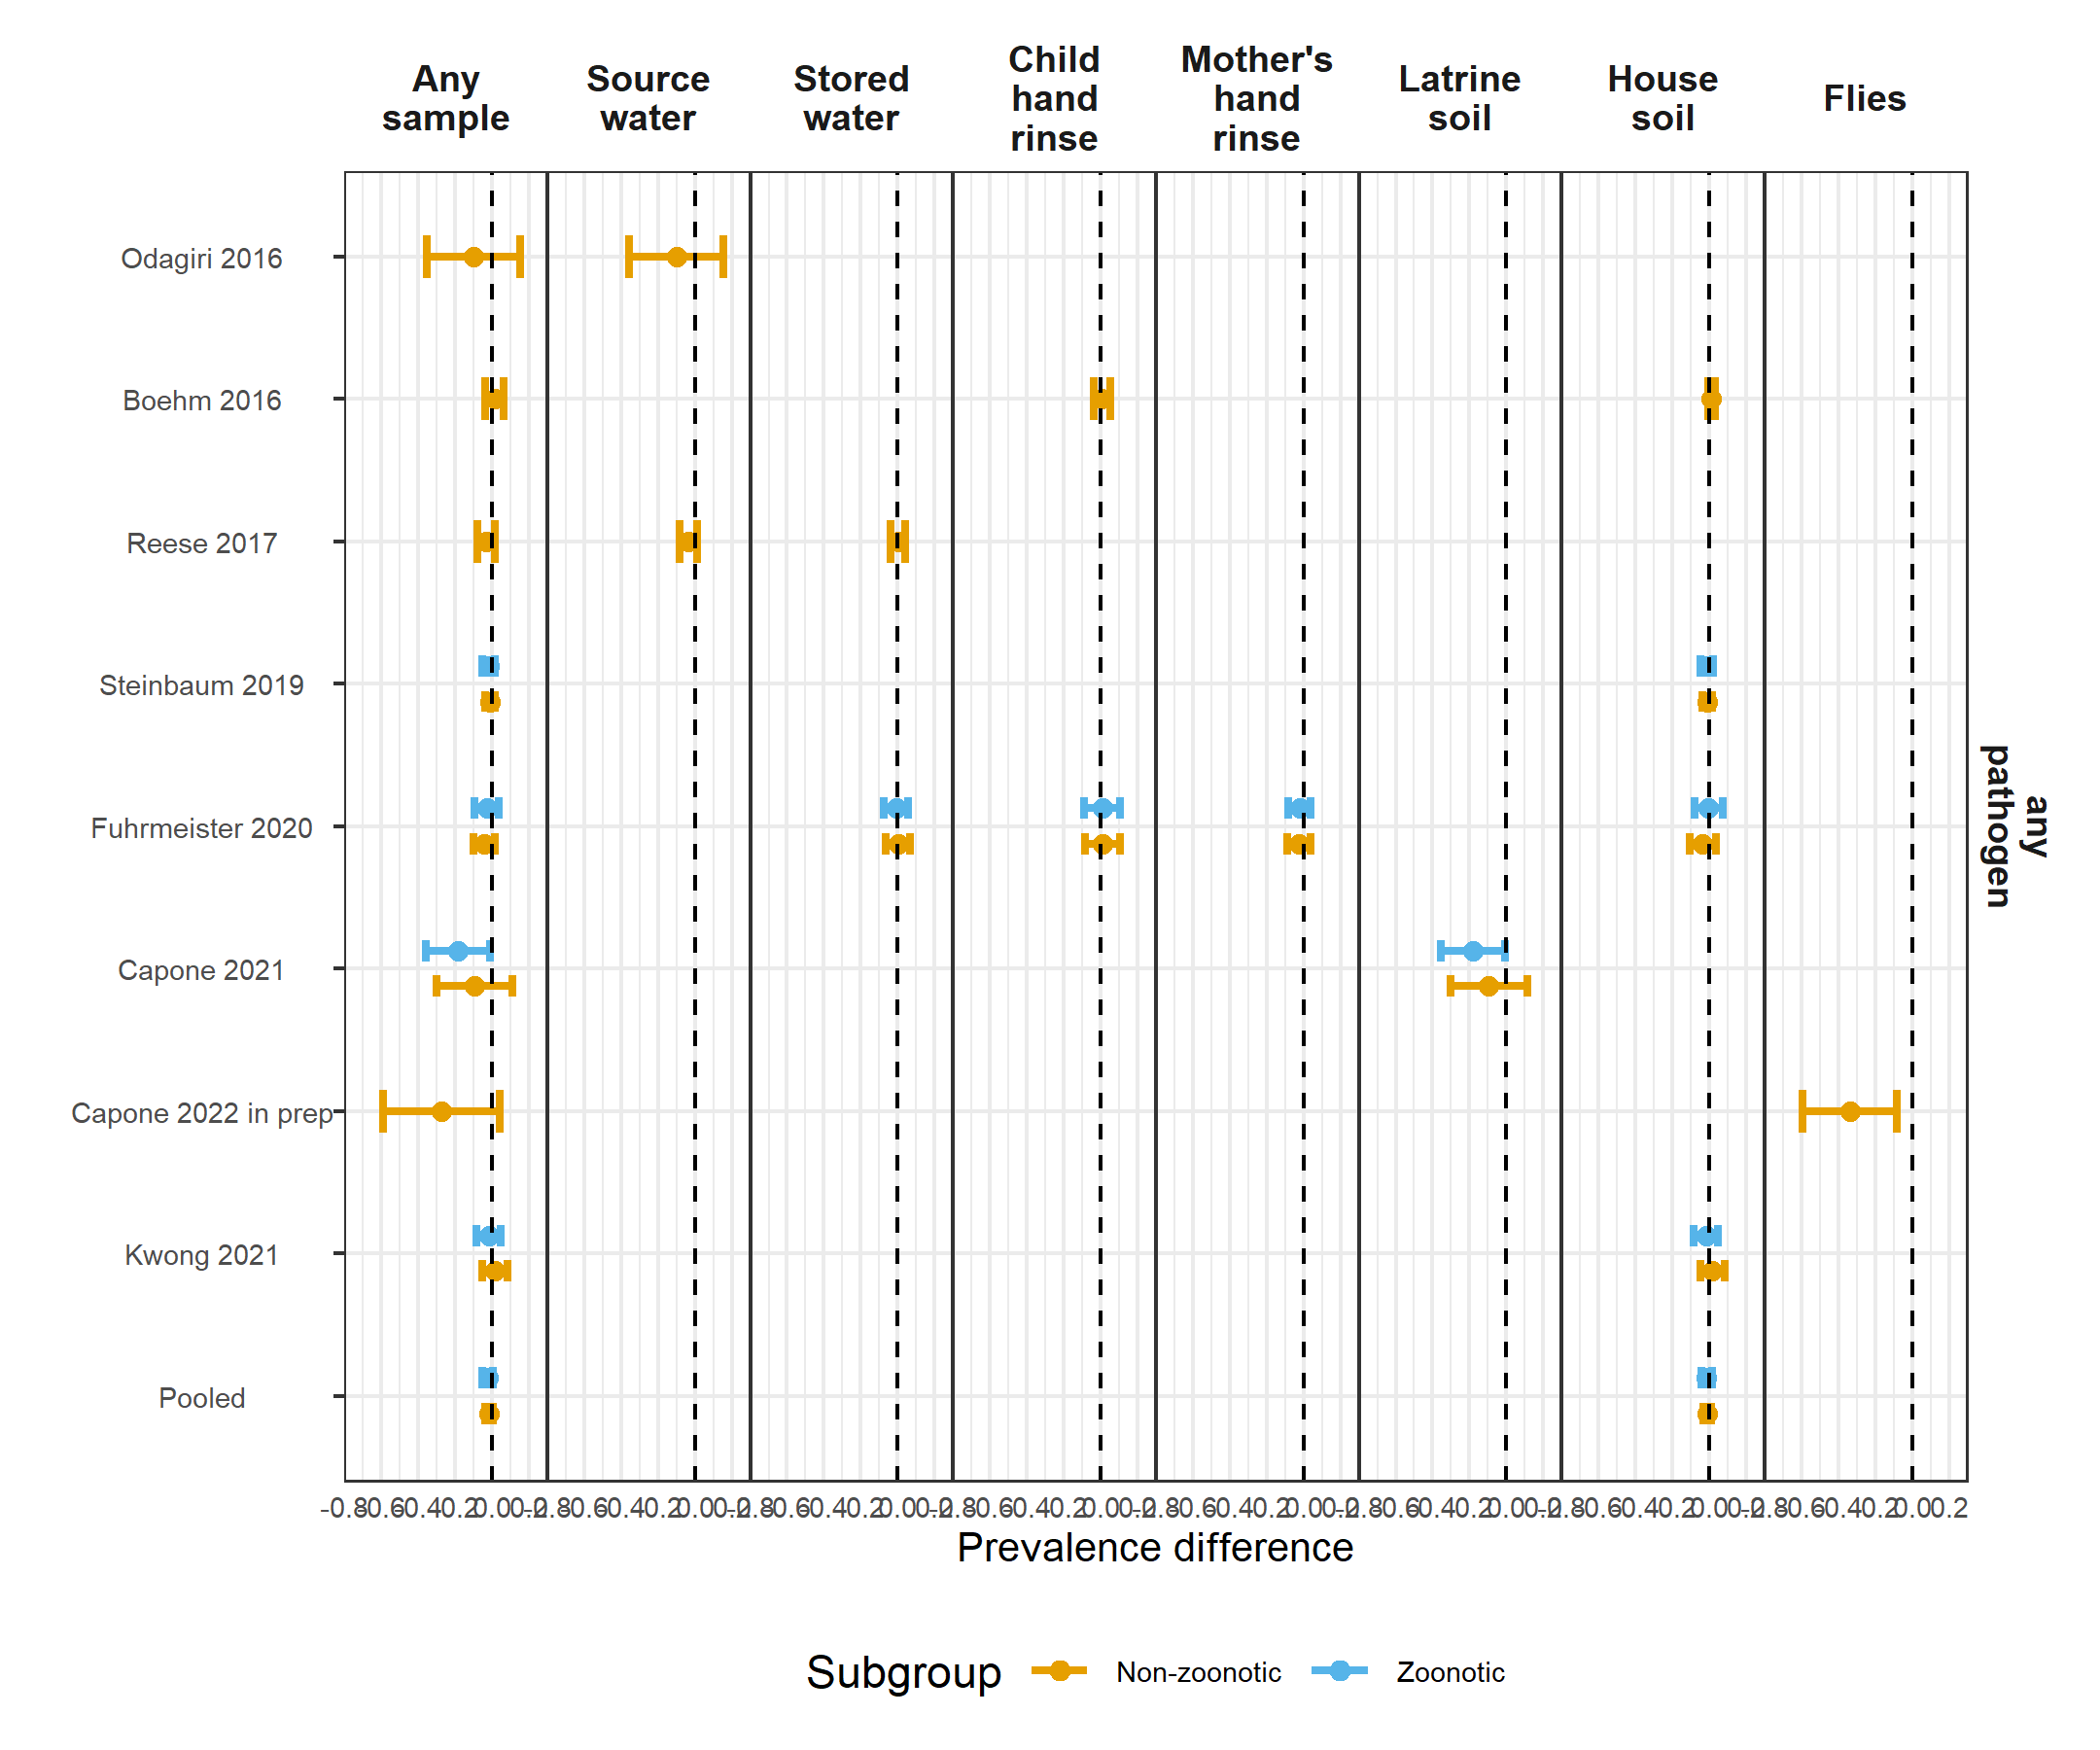 Any
sample
Source
water
Stored
water
Child
hand
rinse
Mother's
hand
rinse
Latrine
soil
House
soil
Flies
Odagiri 2016
Boehm 2016
Reese 2017
Steinbaum 2019
Fuhrmeister 2020
Capone 2021
Capone 2022 in prep
Kwong 2021
Pooled
any
pathogen
Prevalence difference
Subgroup
Non-zoonotic
Zoonotic